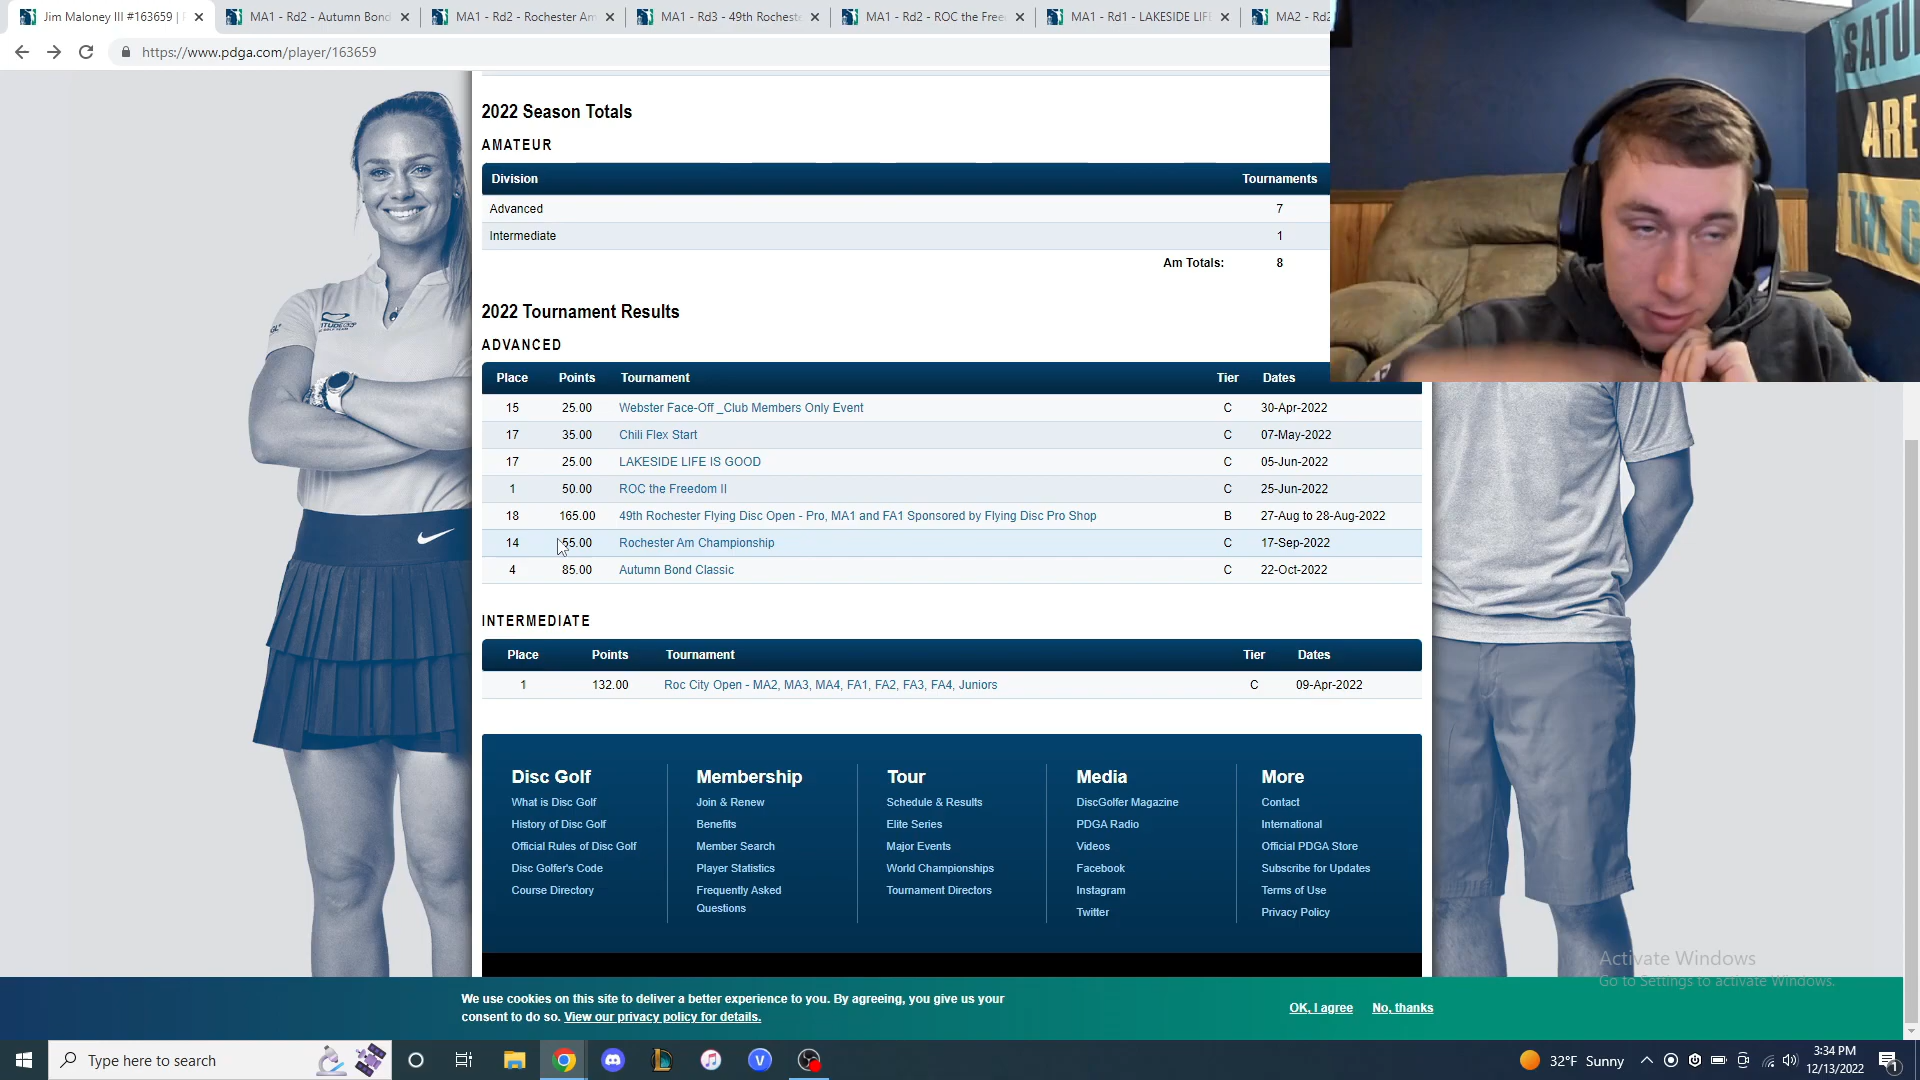 Jim Maloney III #163659 |
MA1 - Rd2 - Autumn Bond
MA1 - Rd2 - Rochester Am
MA1 - Rd3 - 49th Rochest
MA1 - Rd2 - ROC the Free
MA1 - Rd1 - LAKESIDE LIF
MA2 - Rd2
https://www.pdga.com/player/163659
SATU
ARE
THE C
2022 Season Totals
AMATEUR
Division Tournaments
Advanced 7
Intermediate 1
Am Totals: 8
2022 Tournament Results
ADVANCED
Place Points Tournament Tier Dates
15 25.00 Webster Face-Off _Club Members Only Event C 30-Apr-2022
17 35.00 Chili Flex Start C 07-May-2022
17 25.00 LAKESIDE LIFE IS GOOD C 05-Jun-2022
1 50.00 ROC the Freedom II C 25-Jun-2022
18 165.00 49th Rochester Flying Disc Open - Pro, MA1 and FA1 Sponsored by Flying Disc Pro Shop B 27-Aug to 28-Aug-2022
14 55.00 Rochester Am Championship C 17-Sep-2022
4 85.00 Autumn Bond Classic C 22-Oct-2022
INTERMEDIATE
Place Points Tournament Tier Dates
1 132.00 Roc City Open - MA2, MA3, MA4, FA1, FA2, FA3, FA4, Juniors C 09-Apr-2022
Disc Golf
What is Disc Golf
History of Disc Golf
Official Rules of Disc Golf
Disc Golfer's Code
Course Directory
Membership
Join & Renew
Benefits
Member Search
Player Statistics
Frequently Asked
Questions
Tour
Schedule & Results
Elite Series
Major Events
World Championships
Tournament Directors
Media
DiscGolfer Magazine
PDGA Radio
Videos
Facebook
Instagram
Twitter
More
Contact
International
Official PDGA Store
Subscribe for Updates
Terms of Use
Privacy Policy
Activate Windows
Go to Settings to activate Windows.
We use cookies on this site to deliver a better experience to you. By agreeing, you give us your
consent to do so. View our privacy policy for details.
OK, I agree
No, thanks
Type here to search
32°F Sunny
3:34 PM
12/13/2022
1